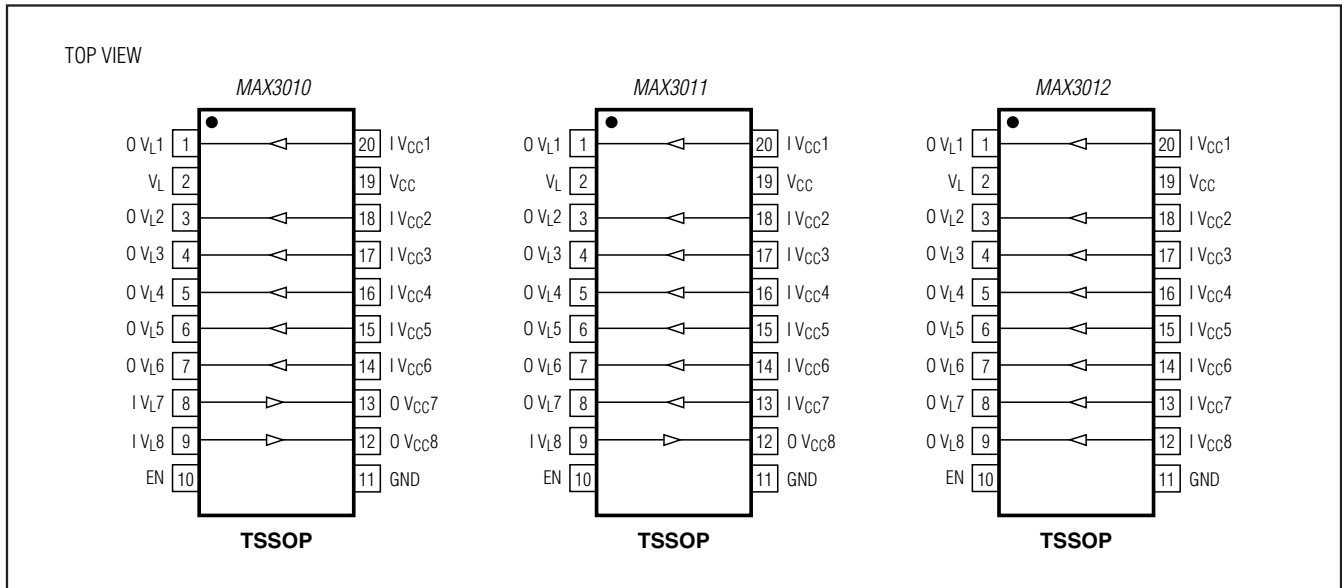 TOP VIEW
MAX3010
O VL1 1 20 I VCC1
VL 2 19 VCC
O VL2 3 18 I VCC2
O VL3 4 17 I VCC3
O VL4 5 16 I VCC4
O VL5 6 15 I VCC5
O VL6 7 14 I VCC6
I VL7 8 13 O VCC7
I VL8 9 12 O VCC8
EN 10 11 GND
TSSOP
MAX3011
O VL1 1 20 I VCC1
VL 2 19 VCC
O VL2 3 18 I VCC2
O VL3 4 17 I VCC3
O VL4 5 16 I VCC4
O VL5 6 15 I VCC5
O VL6 7 14 I VCC6
O VL7 8 13 I VCC7
I VL8 9 12 O VCC8
EN 10 11 GND
TSSOP
MAX3012
O VL1 1 20 I VCC1
VL 2 19 VCC
O VL2 3 18 I VCC2
O VL3 4 17 I VCC3
O VL4 5 16 I VCC4
O VL5 6 15 I VCC5
O VL6 7 14 I VCC6
O VL7 8 13 I VCC7
O VL8 9 12 I VCC8
EN 10 11 GND
TSSOP